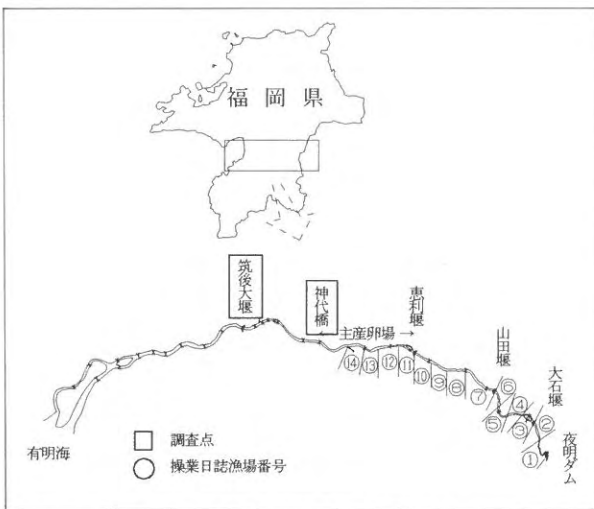 福岡県
筑後大堰
神代橋
恵利堰
← 主産卵場 →
山田堰
大石堰
夜明ダム
⑭
⑬
⑫
⑪
⑩
⑨
⑧
⑦
⑥
⑤
④
③
②
①
有明海
□ 調査点
○ 操業日誌漁場番号